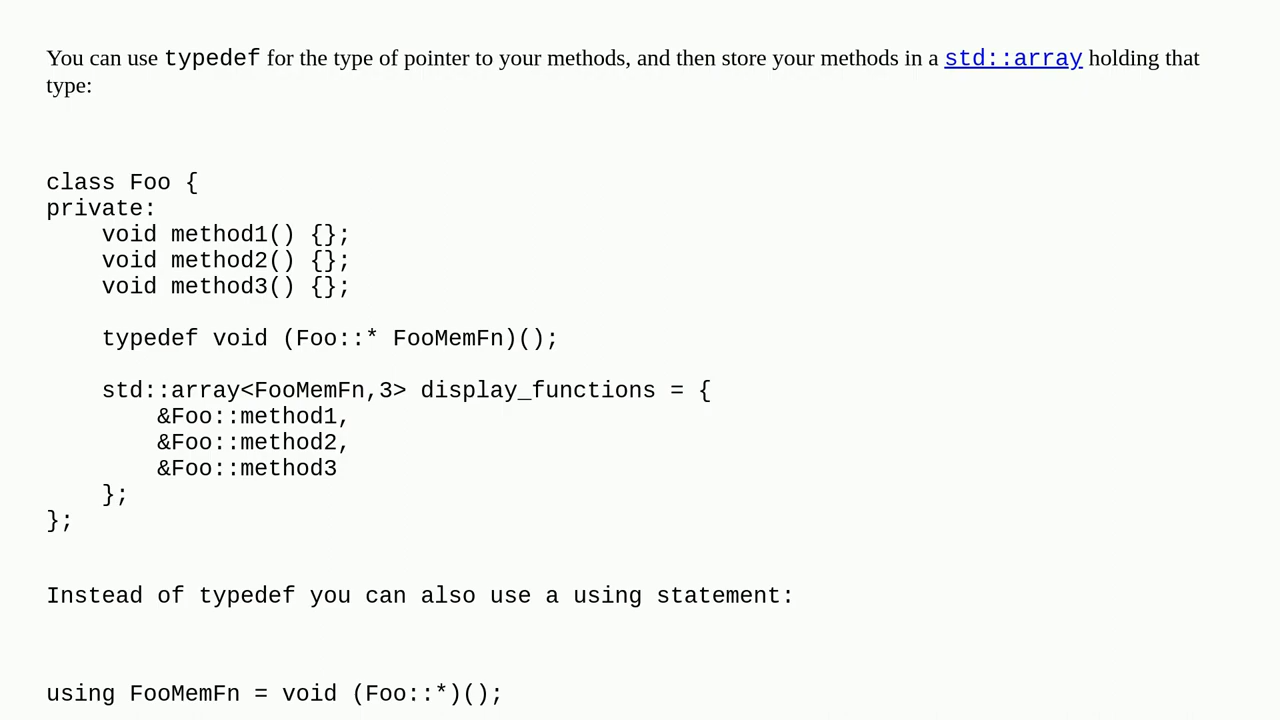 You can use typedef for the type of pointer to your methods, and then store your methods in a std::array holding that
type:
class Foo {
private:
    void method1() {};
    void method2() {};
    void method3() {};
    typedef void (Foo::* FooMemFn)();
    std::array<FooMemFn,3> display_functions = {
        &Foo::method1,
        &Foo::method2,
        &Foo::method3
    };
};
Instead of typedef you can also use a using statement:
using FooMemFn = void (Foo::*)();